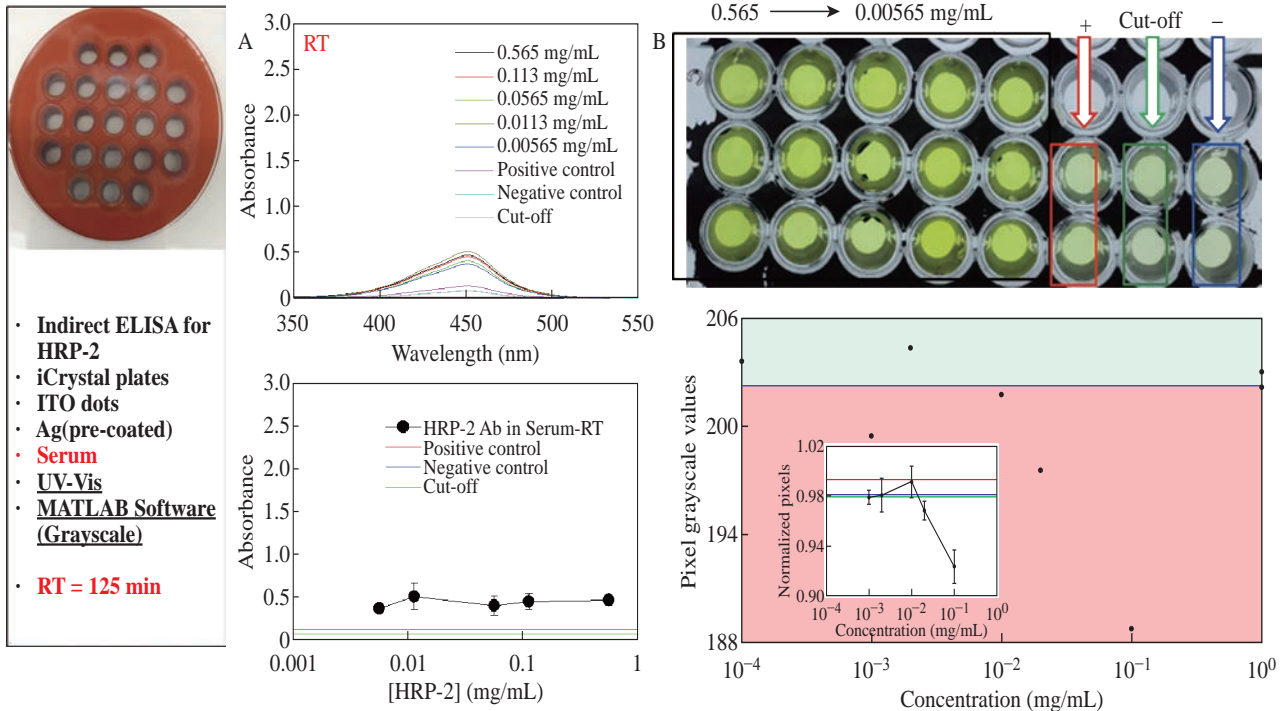 · Indirect ELISA for
HRP-2
· iCrystal plates
· ITO dots
· Ag(pre-coated)
· Serum
· UV-Vis
· MATLAB Software
(Grayscale)
· RT = 125 min
A
RT
3.0
2.5
2.0
1.5
1.0
0.5
0
Absorbance
0.565 mg/mL
0.113 mg/mL
0.0565 mg/mL
0.0113 mg/mL
0.00565 mg/mL
Positive control
Negative control
Cut-off
350
400
450
500
550
Wavelength (nm)
3.0
2.5
2.0
1.5
1.0
0.5
0
Absorbance
HRP-2 Ab in Serum-RT
Positive control
Negative control
Cut-off
0.001
0.01
0.1
1
[HRP-2] (mg/mL)
B
0.565 → 0.00565 mg/mL
+ Cut-off −
206
200
194
188
Pixel grayscale values
1.02
0.98
0.94
0.90
Normalized pixels
10⁻⁴ 10⁻³ 10⁻² 10⁻¹ 10⁰
Concentration (mg/mL)
10⁻⁴ 10⁻³ 10⁻² 10⁻¹ 10⁰
Concentration (mg/mL)